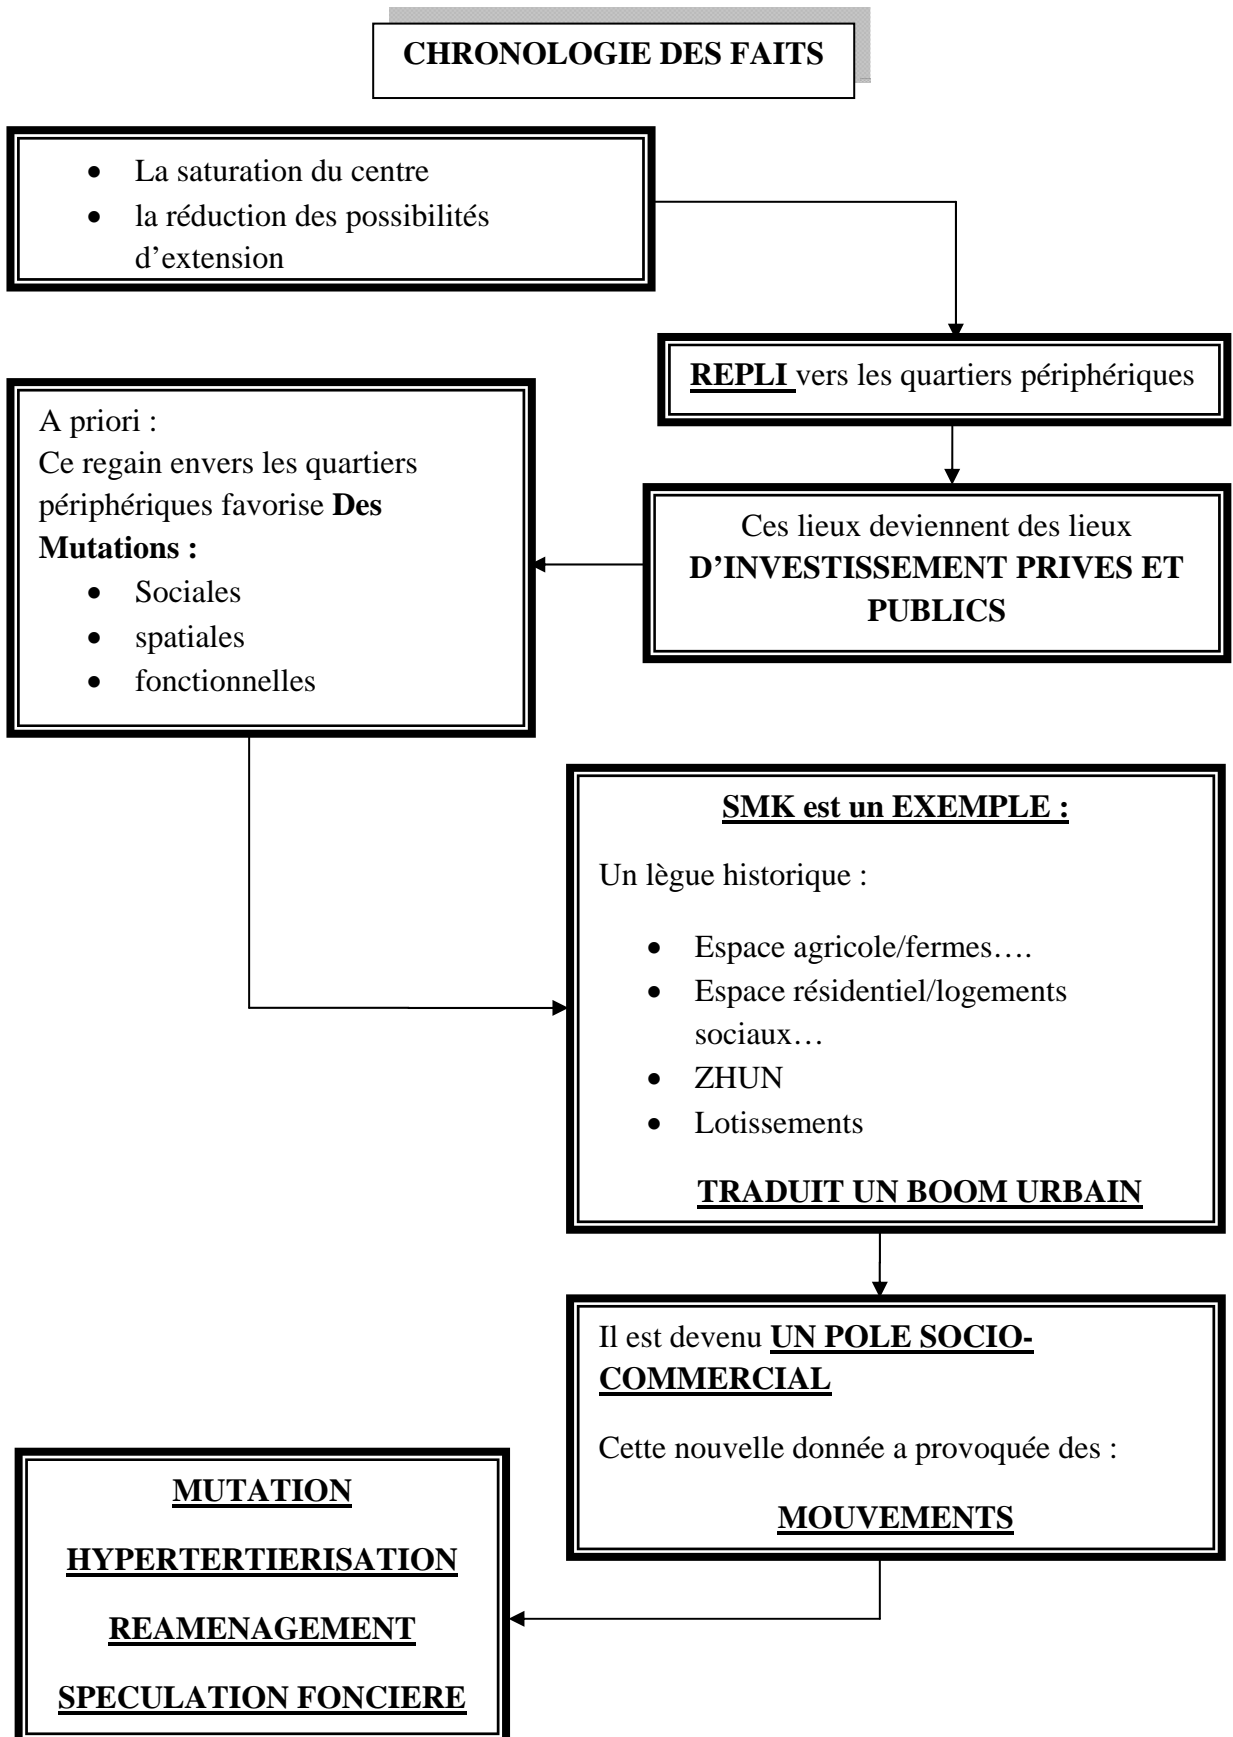 CHRONOLOGIE DES FAITS
• La saturation du centre
• la réduction des possibilités
d’extension
REPLI vers les quartiers périphériques
Ces lieux deviennent des lieux
D’INVESTISSEMENT PRIVES ET
PUBLICS
A priori :
Ce regain envers les quartiers
périphériques favorise Des
Mutations :
• Sociales
• spatiales
• fonctionnelles
SMK est un EXEMPLE :
Un lègue historique :
• Espace agricole/fermes….
• Espace résidentiel/logements
sociaux…
• ZHUN
• Lotissements
TRADUIT UN BOOM URBAIN
Il est devenu UN POLE SOCIO-
COMMERCIAL
Cette nouvelle donnée a provoquée des :
MOUVEMENTS
MUTATION
HYPERTERTIERISATION
REAMENAGEMENT
SPECULATION FONCIERE